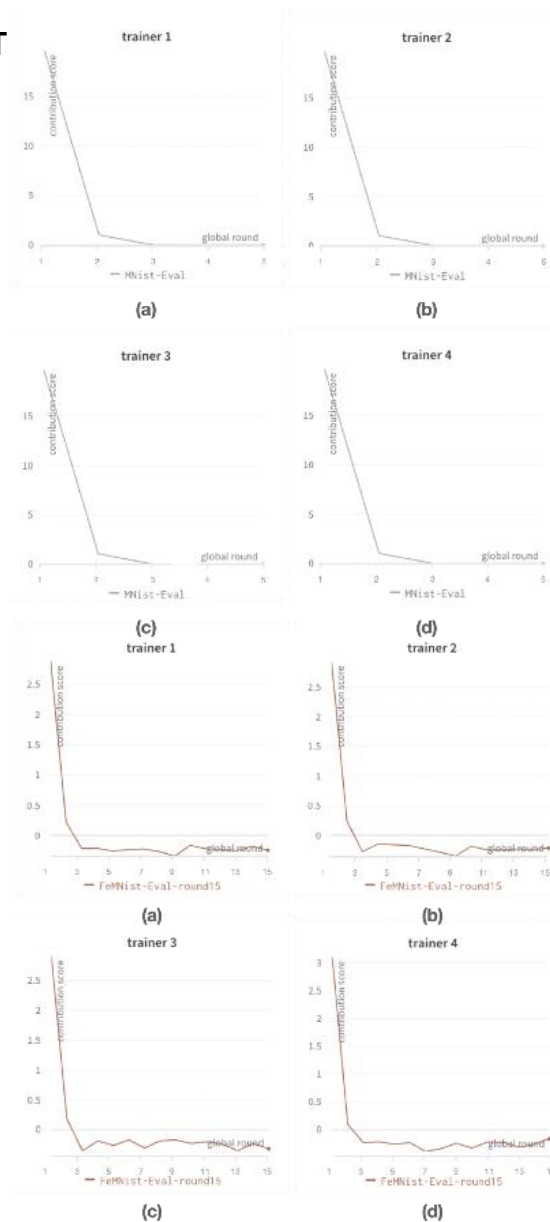 T
trainer 1
contribution score
15
10
5
0
global round
1 2 3 4 5
MNist-Eval
(a)
trainer 2
contribution score
15
10
5
global round
1 2 3 4 5
MNist-Eval
(b)
trainer 3
contribution score
15
10
5
0
global round
1 2 3 4 5
MNist-Eval
(c)
trainer 4
contribution score
15
10
5
0
global round
1 2 3 4 5
MNist-Eval
(d)
trainer 1
contribution score
2.5
2
1.5
1
0.5
0
global round
1 3 5 7 9 11 13 15
FeMNist-Eval-round15
(a)
trainer 2
contribution score
2.5
2
1.5
1
0.5
0
global round
1 3 5 7 9 11 13 15
FeMNist-Eval-round15
(b)
trainer 3
contribution score
2.5
2
1.5
1
0.5
0
global round
1 3 5 7 9 11 13 15
FeMNist-Eval-round15
(c)
trainer 4
contribution score
3
2.5
2
1.5
1
0.5
0
global round
1 3 5 7 9 11 13 15
FeMNist-Eval-round15
(d)